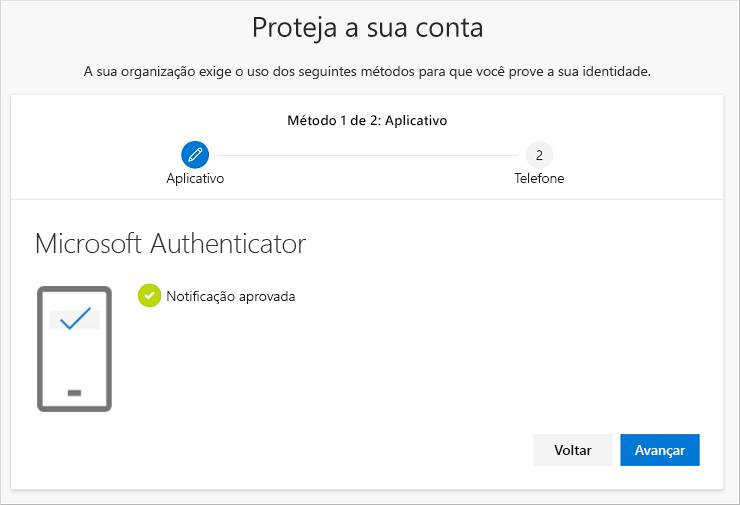 Proteja a sua conta
A sua organização exige o uso dos seguintes métodos para que você prove a sua identidade.
Método 1 de 2: Aplicativo
2
Aplicativo
Telefone
Microsoft Authenticator
Notificação aprovada
Voltar
Avançar